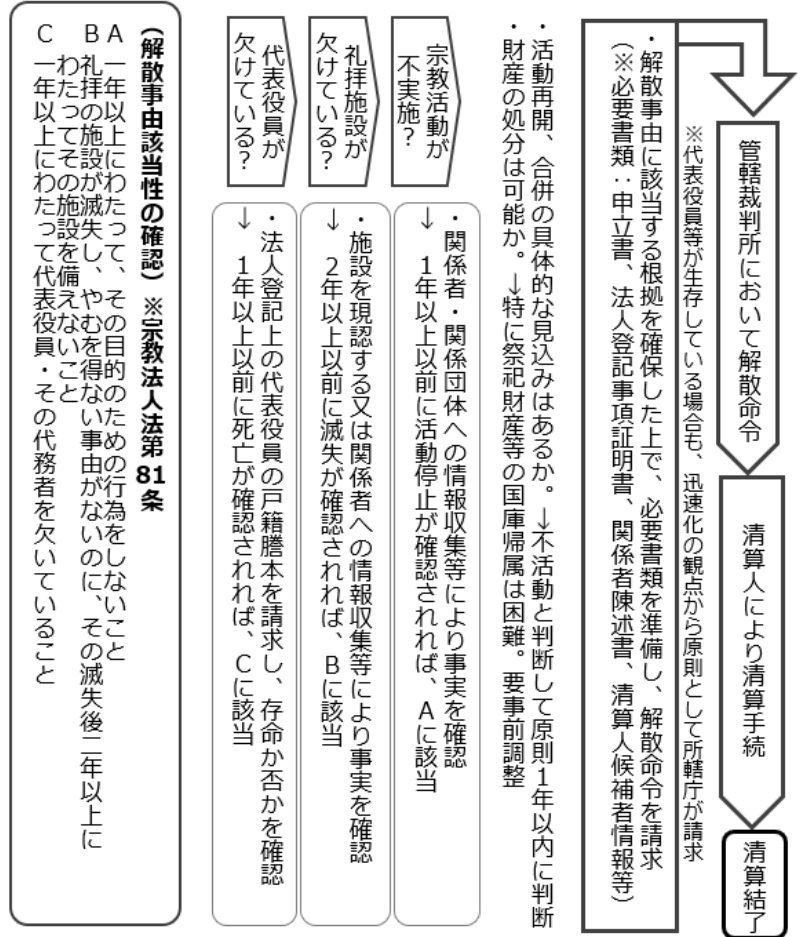 管轄裁判所において解散命令
清算人により清算手続
清算結了
※代表役員等が生存している場合も、迅速化の観点から原則として所轄庁が請求
・解散事由に該当する根拠を確保した上で、必要書類を準備し、解散命令を請求
（※必要書類：申立書、法人登記事項証明書、関係者陳述書、清算人候補者情報等）
・活動再開、合併の具体的な見込みはあるか。→不活動と判断して原則1年以内に判断
・財産の処分は可能か。→特に祭祀財産等の国庫帰属は困難。要事前調整
宗教活動が
不実施？
・関係者・関係団体への情報収集等により事実を確認
→ 1年以上以前に活動停止が確認されれば、Aに該当
礼拝施設が
欠けている？
・施設を現認する又は関係者への情報収集等により事実を確認
→ 2年以上以前に滅失が確認されれば、Bに該当
代表役員が
欠けている？
・法人登記上の代表役員の戸籍謄本を請求し、存命か否かを確認
→ 1年以上以前に死亡が確認されれば、Cに該当
（解散事由該当性の確認）※宗教法人法第81条
A 一年以上にわたって、その目的のための行為をしないこと
B 礼拝の施設が滅失し、やむを得ない事由がないのに、その滅失後二年以上に
わたってその施設を備えないこと
C 一年以上にわたって代表役員・その代務者を欠いていること